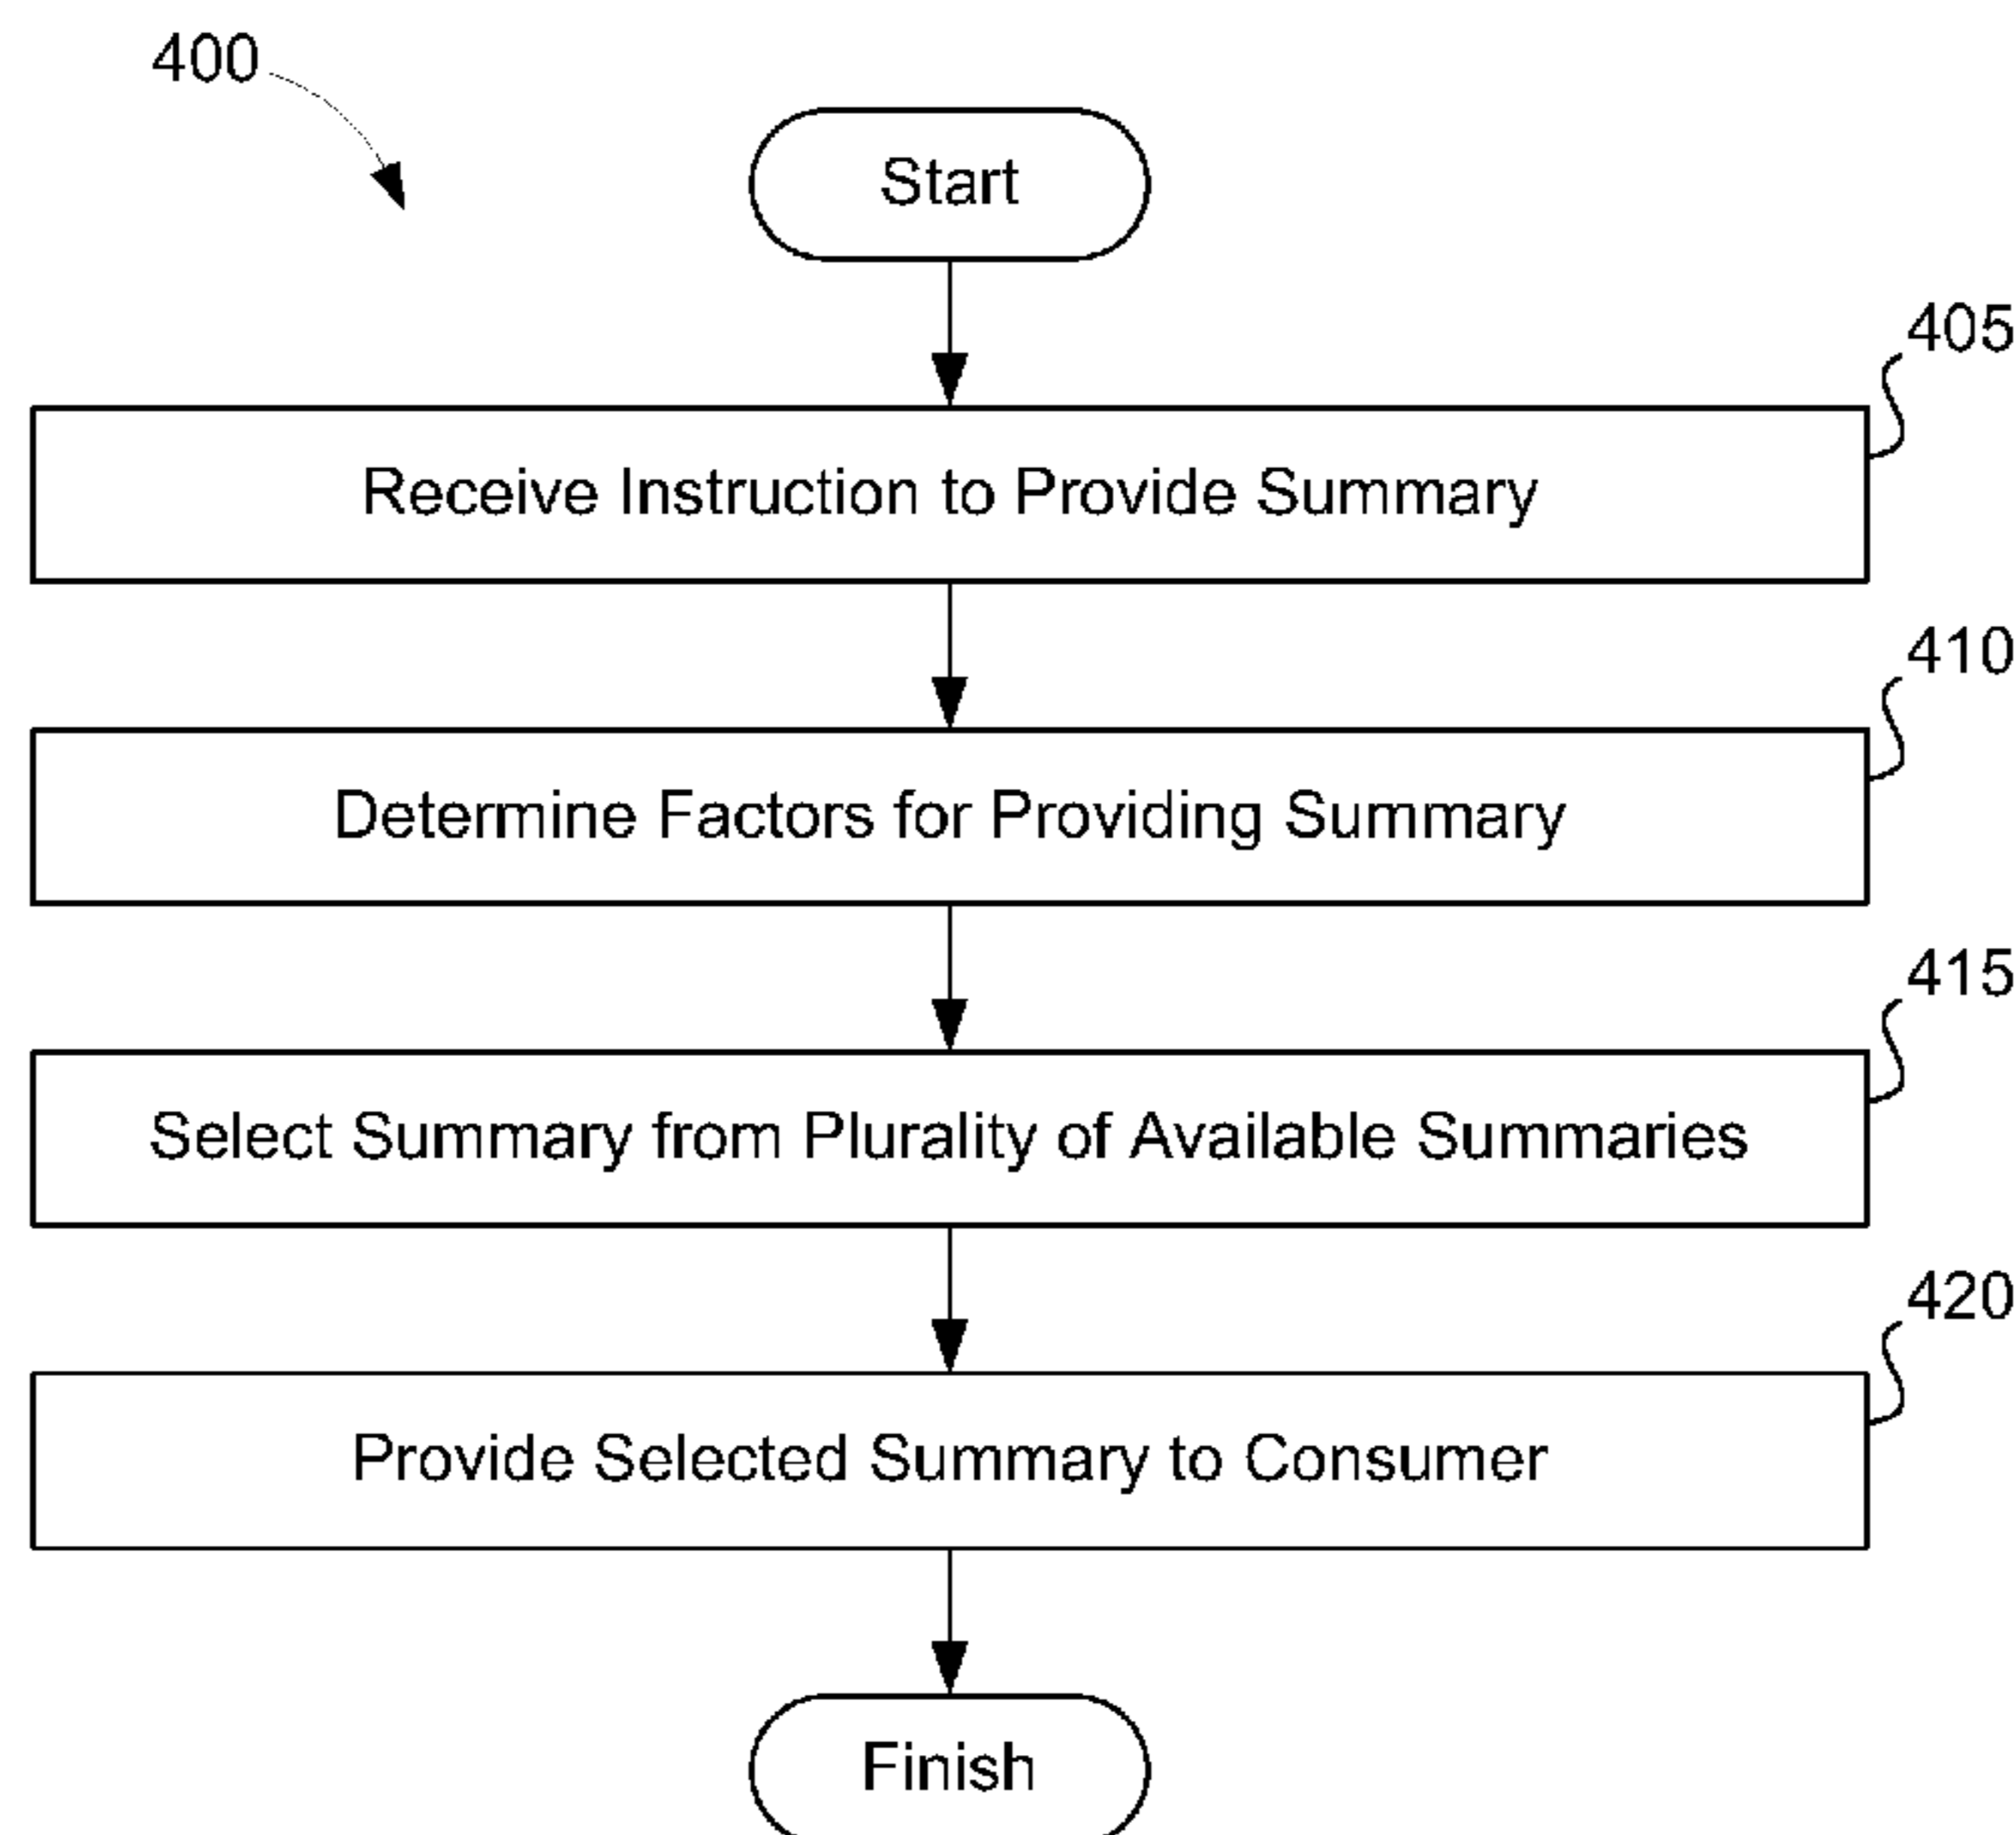 400
Start
405
Receive Instruction to Provide Summary
410
Determine Factors for Providing Summary
415
Select Summary from Plurality of Available Summaries
420
Provide Selected Summary to Consumer
Finish